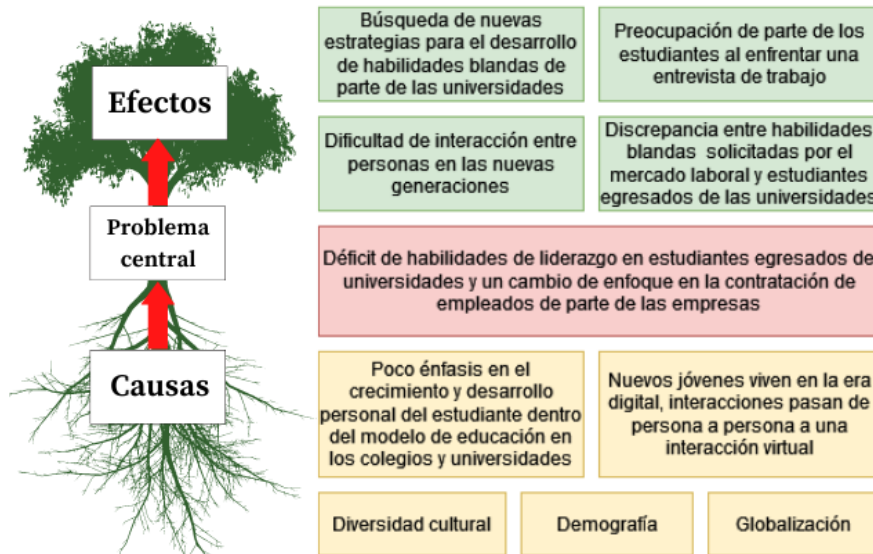 Efectos
Problema
central
Causas
Búsqueda de nuevas
estrategias para el desarrollo
de habilidades blandas de
parte de las universidades
Preocupación de parte de los
estudiantes al enfrentar una
entrevista de trabajo
Dificultad de interacción entre
personas en las nuevas
generaciones
Discrepancia entre habilidades
blandas solicitadas por el
mercado laboral y estudiantes
egresados de las universidades
Déficit de habilidades de liderazgo en estudiantes egresados de
universidades y un cambio de enfoque en la contratación de
empleados de parte de las empresas
Poco énfasis en el
crecimiento y desarrollo
personal del estudiante dentro
del modelo de educación en
los colegios y universidades
Nuevos jóvenes viven en la era
digital, interacciones pasan de
persona a persona a una
interacción virtual
Diversidad cultural
Demografía
Globalización